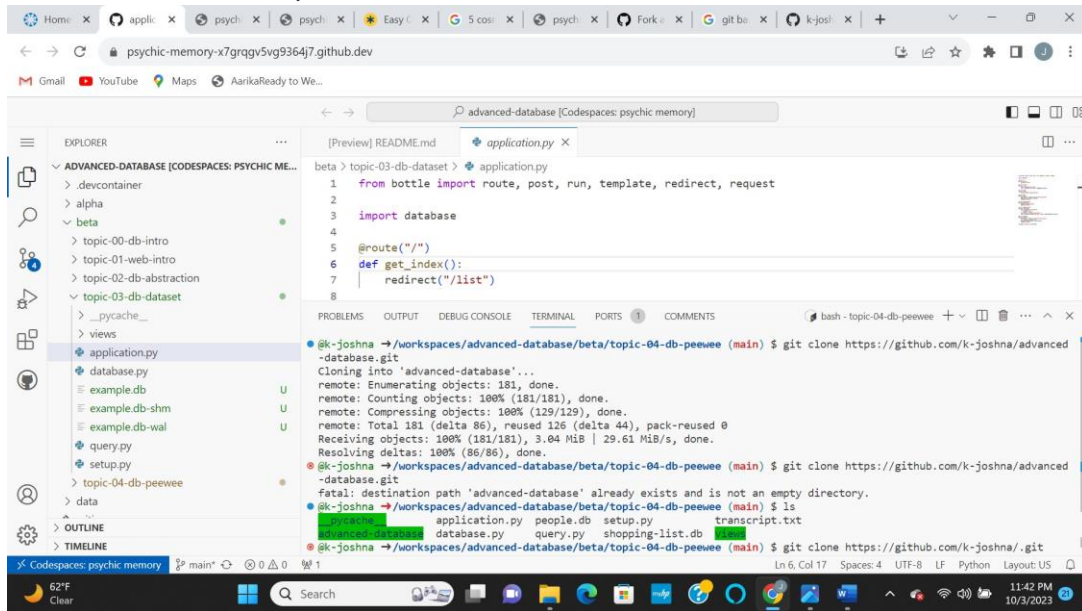 Home
applic
psych
psych
Easy C
5 cos
psych
Fork a
git ba
k-josh
psychic-memory-x7grqgv5vg9364j7.github.dev
Gmail YouTube Maps AarikaReady to We...
advanced-database [Codespaces: psychic memory]
EXPLORER
ADVANCED-DATABASE [CODESPACES: PSYCHIC ME...
.devcontainer
alpha
beta
topic-00-db-intro
topic-01-web-intro
topic-02-db-abstraction
topic-03-db-dataset
__pycache__
views
application.py
database.py
example.db U
example.db-shm U
example.db-wal U
query.py
setup.py
topic-04-db-peewee
data
OUTLINE
TIMELINE
4
[Preview] README.md application.py
beta > topic-03-db-dataset > application.py
1 from bottle import route, post, run, template, redirect, request
2
3 import database
4
5 @route("/")
6 def get_index():
7 redirect("/list")
8
PROBLEMS OUTPUT DEBUG CONSOLE TERMINAL PORTS 1 COMMENTS bash - topic-04-db-peewee
@k-joshna →/workspaces/advanced-database/beta/topic-04-db-peewee (main) $ git clone https://github.com/k-joshna/advanced
-database.git
Cloning into 'advanced-database'...
remote: Enumerating objects: 181, done.
remote: Counting objects: 100% (181/181), done.
remote: Compressing objects: 100% (129/129), done.
remote: Total 181 (delta 86), reused 126 (delta 44), pack-reused 0
Receiving objects: 100% (181/181), 3.04 MiB | 29.61 MiB/s, done.
Resolving deltas: 100% (86/86), done.
@k-joshna →/workspaces/advanced-database/beta/topic-04-db-peewee (main) $ git clone https://github.com/k-joshna/advanced
-database.git
fatal: destination path 'advanced-database' already exists and is not an empty directory.
@k-joshna →/workspaces/advanced-database/beta/topic-04-db-peewee (main) $ ls
__pycache__ application.py people.db setup.py transcript.txt
advanced-database database.py query.py shopping-list.db views
@k-joshna →/workspaces/advanced-database/beta/topic-04-db-peewee (main) $ git clone https://github.com/k-joshna/.git
Codespaces: psychic memory main* 0 0 1 Ln 6, Col 17 Spaces: 4 UTF-8 LF Python Layout: US
62°F
Clear
Search
11:42 PM
10/3/2023